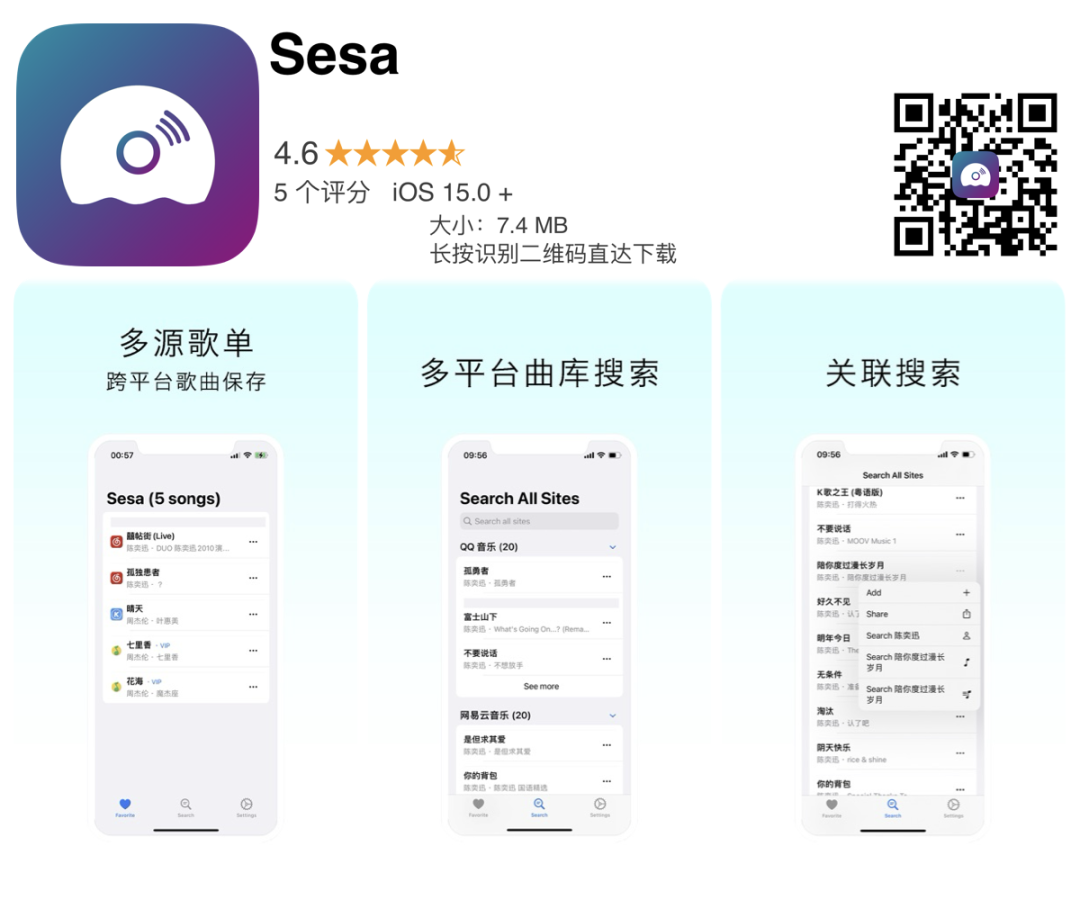 Sesa
4.6
5 个评分 iOS 15.0 +
大小：7.4 MB
长按识别二维码直达下载
多源歌单
跨平台歌曲保存
00:57
Sesa (5 songs)
囍帖街 (Live)
陈奕迅 - DUO 陈奕迅2010演...
孤独患者
陈奕迅 - ？
晴天
周杰伦 - 叶惠美
七里香 - VIP
周杰伦 - 七里香
花海 - VIP
周杰伦 - 魔杰座
Favorite
Search
Settings
多平台曲库搜索
09:56
Search All Sites
Search all sites
QQ 音乐 (20)
孤勇者
陈奕迅 - 孤勇者
富士山下
陈奕迅 - What's Going On...? (Rema...
不要说话
陈奕迅 - 不想放手
See more
网易云音乐 (20)
是但求其爱
陈奕迅 - 是但求其爱
你的背包
陈奕迅 - 陈奕迅 国语精选
Favorite
Search
Settings
关联搜索
09:56
Search All Sites
K歌之王 (粤语版)
陈奕迅 - 打得火热
不要说话
陈奕迅 - MOOV Music 1
陪你度过漫长岁月
陈奕迅 - 陪你度过漫长岁月
好久不见
陈奕迅 - 认了
明年今日
陈奕迅 - The
无条件
陈奕迅 - 准备
淘汰
陈奕迅 - 认了吧
阴天快乐
陈奕迅 - rice & shine
你的背包
陈奕迅 - Special Thanks To
Add
Share
Search 陈奕迅
Search 陪你度过漫长
岁月
Search 陪你度过漫长
岁月
Favorite
Search
Settings